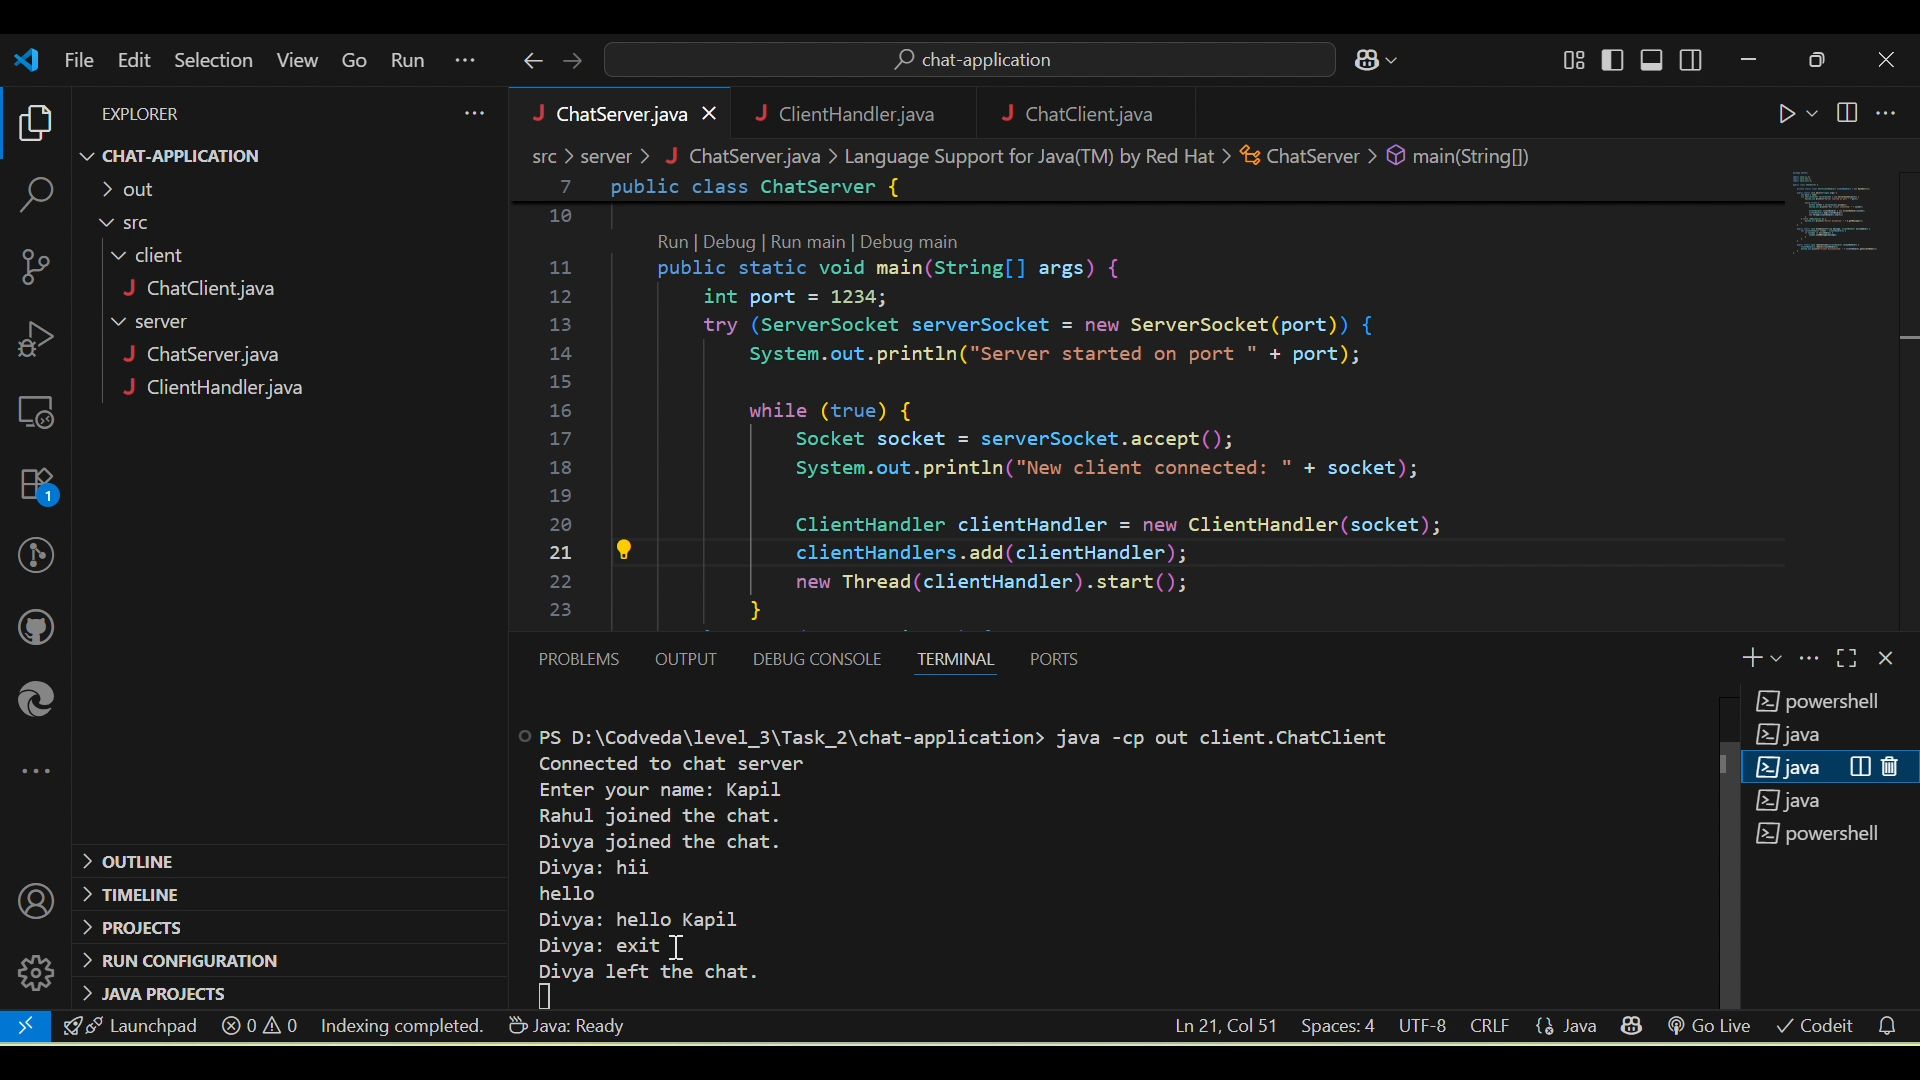 File Edit Selection View Go Run ...
chat-application
EXPLORER
CHAT-APPLICATION
out
src
client
J ChatClient.java
server
J ChatServer.java
J ClientHandler.java
1
OUTLINE
TIMELINE
PROJECTS
RUN CONFIGURATION
JAVA PROJECTS
J ChatServer.java J ClientHandler.java J ChatClient.java
src > server > J ChatServer.java > Language Support for Java(TM) by Red Hat > ChatServer > main(String[])
7 public class ChatServer {
10
Run | Debug | Run main | Debug main
11 public static void main(String[] args) {
12 int port = 1234;
13 try (ServerSocket serverSocket = new ServerSocket(port)) {
14 System.out.println("Server started on port " + port);
15
16 while (true) {
17 Socket socket = serverSocket.accept();
18 System.out.println("New client connected: " + socket);
19
20 ClientHandler clientHandler = new ClientHandler(socket);
21 clientHandlers.add(clientHandler);
22 new Thread(clientHandler).start();
23 }
PROBLEMS OUTPUT DEBUG CONSOLE TERMINAL PORTS
PS D:\Codveda\level_3\Task_2\chat-application> java -cp out client.ChatClient
Connected to chat server
Enter your name: Kapil
Rahul joined the chat.
Divya joined the chat.
Divya: hii
hello
Divya: hello Kapil
Divya: exit
Divya left the chat.
powershell
java
java
java
powershell
Launchpad 0 0 Indexing completed. Java: Ready Ln 21, Col 51 Spaces: 4 UTF-8 CRLF Java Go Live Codeit